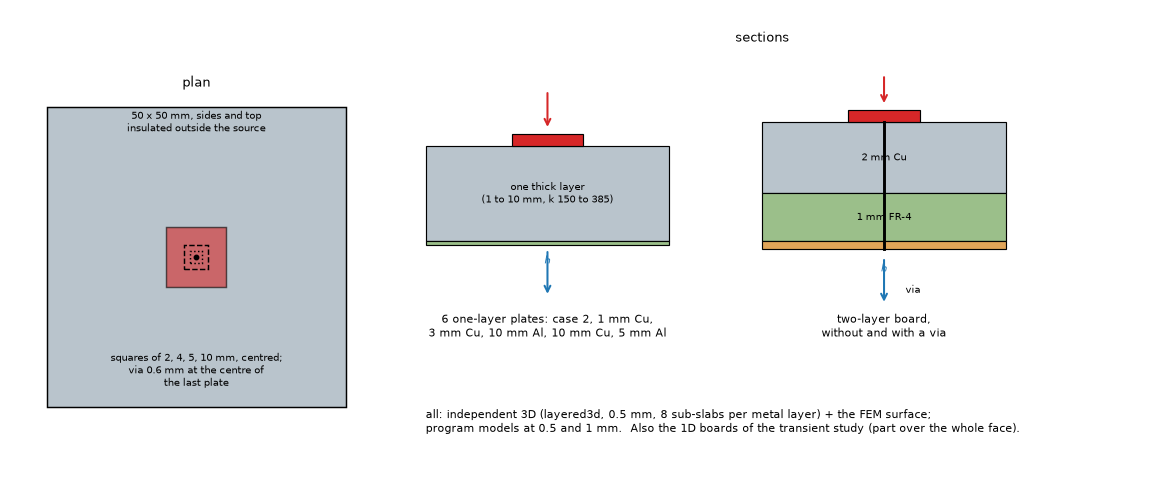 sections
plan
50 x 50 mm, sides and top
insulated outside the source
squares of 2, 4, 5, 10 mm, centred;
via 0.6 mm at the centre of
the last plate
one thick layer
(1 to 10 mm, k 150 to 385)
h
6 one-layer plates: case 2, 1 mm Cu,
3 mm Cu, 10 mm Al, 10 mm Cu, 5 mm Al
2 mm Cu
1 mm FR-4
h
via
two-layer board,
without and with a via
all: independent 3D (layered3d, 0.5 mm, 8 sub-slabs per metal layer) + the FEM surface;
program models at 0.5 and 1 mm.  Also the 1D boards of the transient study (part over the whole face).